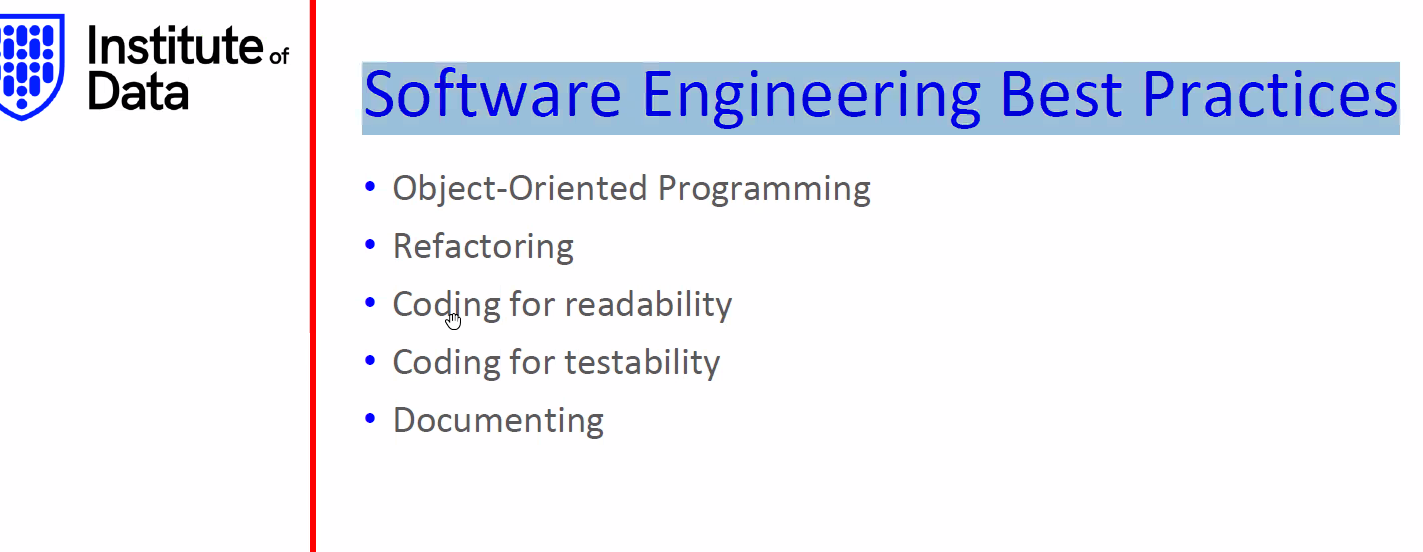 Institute of
Data
Software Engineering Best Practices
• Object-Oriented Programming
• Refactoring
• Coding for readability
• Coding for testability
• Documenting